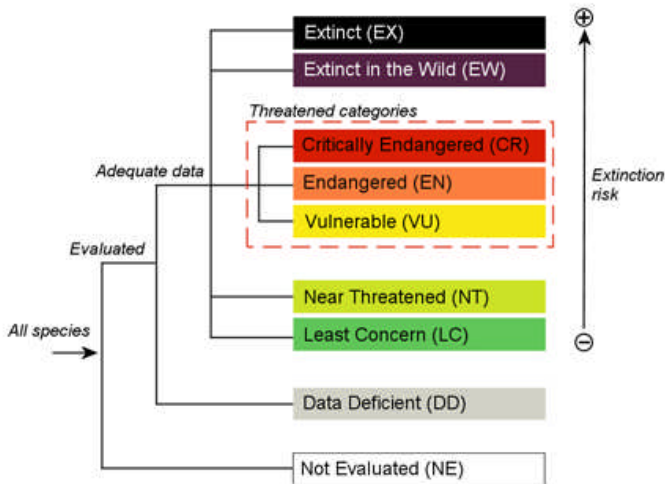 Extinct (EX)
Extinct in the Wild (EW)
Threatened categories
Critically Endangered (CR)
Adequate data
Endangered (EN)
Extinction
risk
Vulnerable (VU)
Evaluated
Near Threatened (NT)
All species
Least Concern (LC)
Data Deficient (DD)
Not Evaluated (NE)